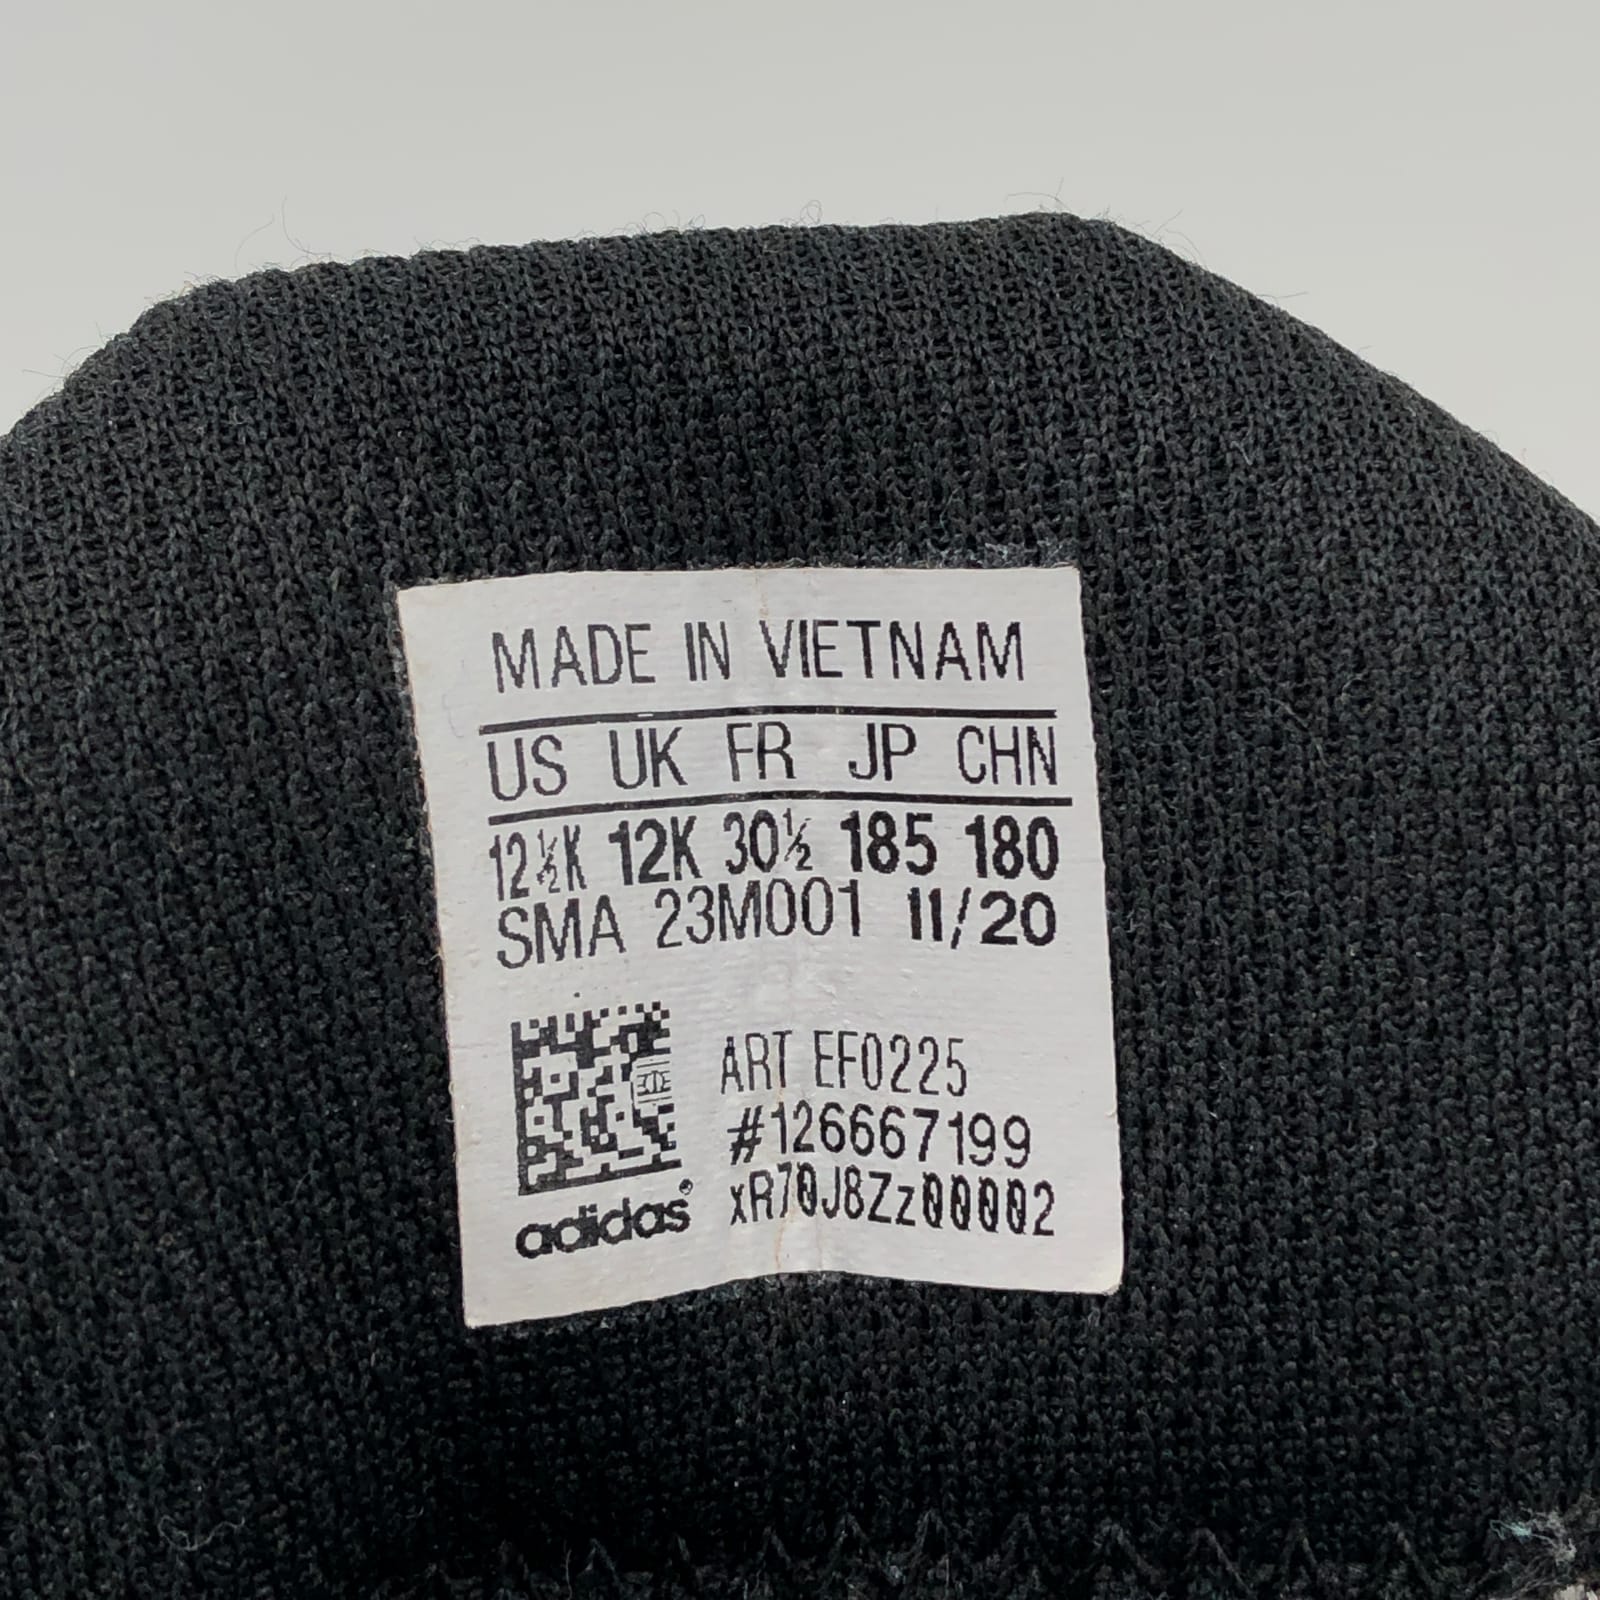 MADE IN VIETNAM
US UK FR JP CHN
12½K 12K 30½ 185 180
SMA 23M001 11/20
ART EF0225
#126667199
xR70J8Zz00002
adidas®